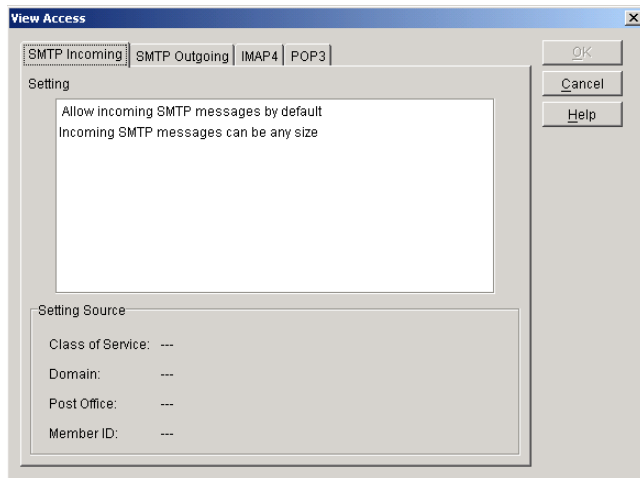 View Access
SMTP Incoming SMTP Outgoing IMAP4 POP3
OK
Cancel
Help
Setting
Allow incoming SMTP messages by default
Incoming SMTP messages can be any size
Setting Source
Class of Service: ---
Domain: ---
Post Office: ---
Member ID: ---